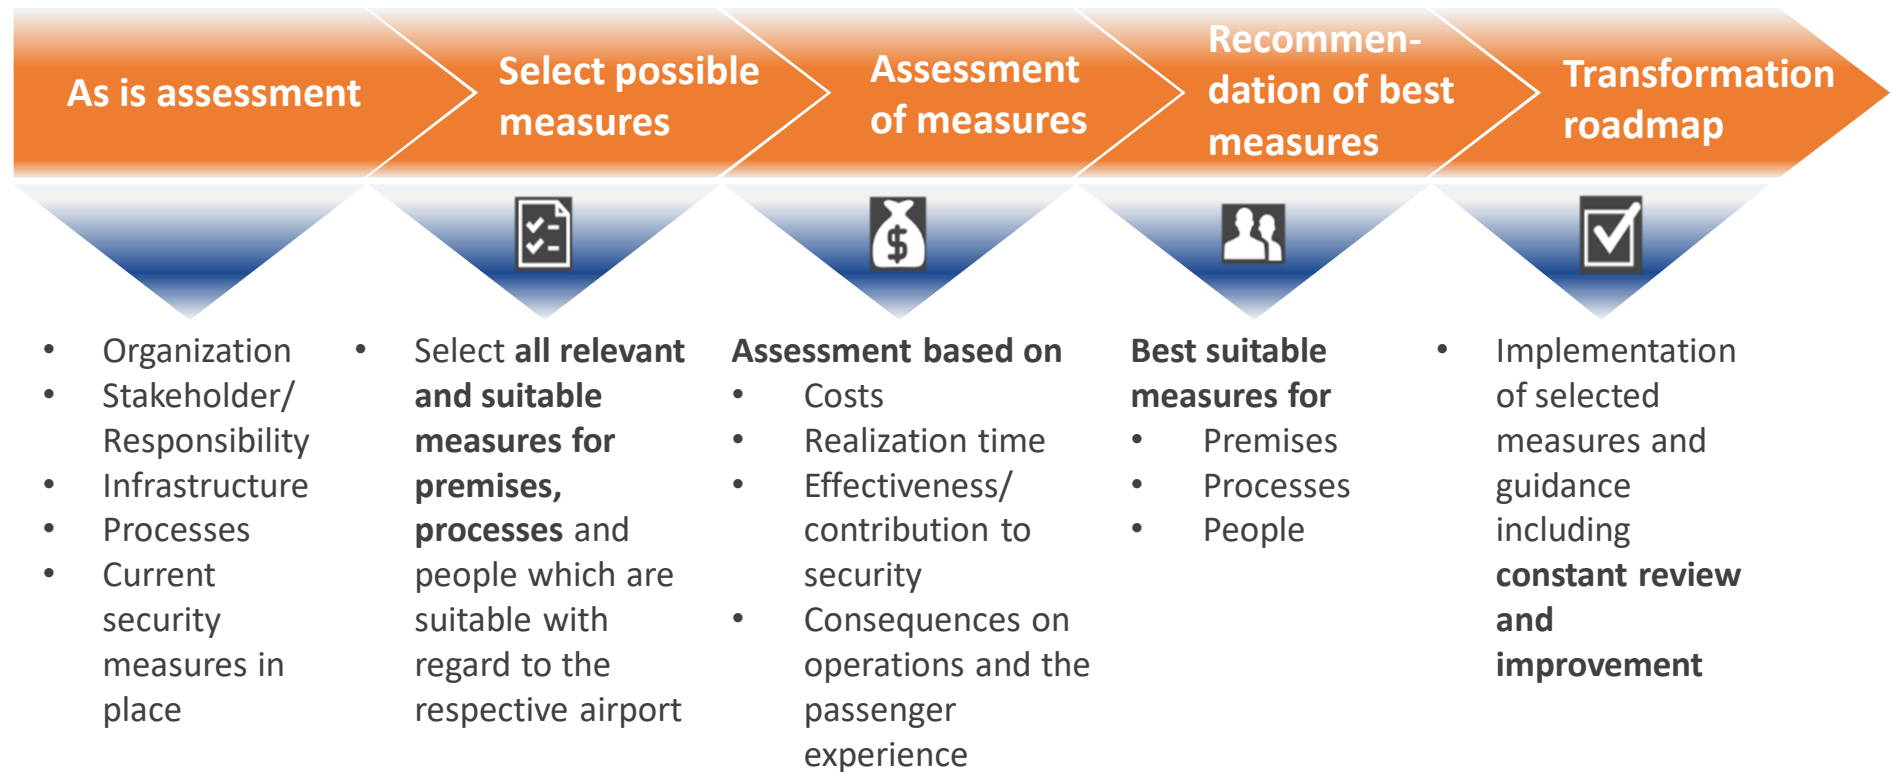 As is assessment
Select possible
measures
Assessment
of measures
Recommen-
dation of best
measures
Transformation
roadmap
• Organization
• Stakeholder/
Responsibility
• Infrastructure
• Processes
• Current
security
measures in
place
• Select all relevant
and suitable
measures for
premises,
processes and
people which are
suitable with
regard to the
respective airport
$
Assessment based on
• Costs
• Realization time
• Effectiveness/
contribution to
security
• Consequences on
operations and the
passenger
experience
Best suitable
measures for
• Premises
• Processes
• People
• Implementation
of selected
measures and
guidance
including
constant review
and
improvement